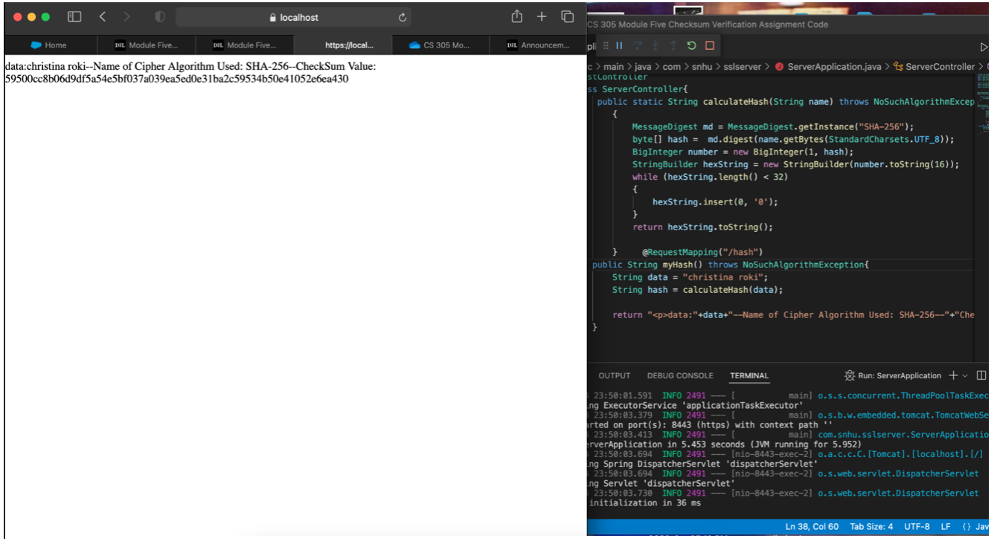 localhost
Home
D2L Module Five...
D2L Module Five...
https://local...
CS 305 Mo...
D2L Announcem...
data:christina roki--Name of Cipher Algorithm Used: SHA-256--CheckSum Value:
59500cc8b06d9df5a54e5bf037a039ea5ed0e31ba2c59534b50e41052e6ea430
CS 305 Module Five Checksum Verification Assignment Code
pli
c > main > java > com > snhu > sslserver > ServerApplication.java > ServerController >
stController
ss ServerController{
public static String calculateHash(String name) throws NoSuchAlgorithmExcep
{
MessageDigest md = MessageDigest.getInstance("SHA-256");
byte[] hash =  md.digest(name.getBytes(StandardCharsets.UTF_8));
BigInteger number = new BigInteger(1, hash);
StringBuilder hexString = new StringBuilder(number.toString(16));
while (hexString.length() < 32)
{
hexString.insert(0, '0');
}
return hexString.toString();
}     @RequestMapping("/hash")
public String myHash() throws NoSuchAlgorithmException{
String data = "christina roki";
String hash = calculateHash(data);
return "<p>data:"+data+"--Name of Cipher Algorithm Used: SHA-256--"+"Che
}
OUTPUT DEBUG CONSOLE TERMINAL Run: ServerApplication
23:50:01.591  INFO 2491 --- [           main] o.s.s.concurrent.ThreadPoolTaskExec
ng ExecutorService 'applicationTaskExecutor'
23:50:03.379  INFO 2491 --- [           main] o.s.b.w.embedded.tomcat.TomcatWebSe
rted on port(s): 8443 (https) with context path ''
23:50:03.413  INFO 2491 --- [           main] com.snhu.sslserver.ServerApplicatio
erverApplication in 5.453 seconds (JVM running for 5.952)
23:50:03.694  INFO 2491 --- [nio-8443-exec-2] o.a.c.c.C.[Tomcat].[localhost].[/]
ng Spring DispatcherServlet 'dispatcherServlet'
23:50:03.694  INFO 2491 --- [nio-8443-exec-2] o.s.web.servlet.DispatcherServlet
ng Servlet 'dispatcherServlet'
23:50:03.730  INFO 2491 --- [nio-8443-exec-2] o.s.web.servlet.DispatcherServlet
initialization in 36 ms
Ln 38, Col 60 Tab Size: 4 UTF-8 LF {} Jav